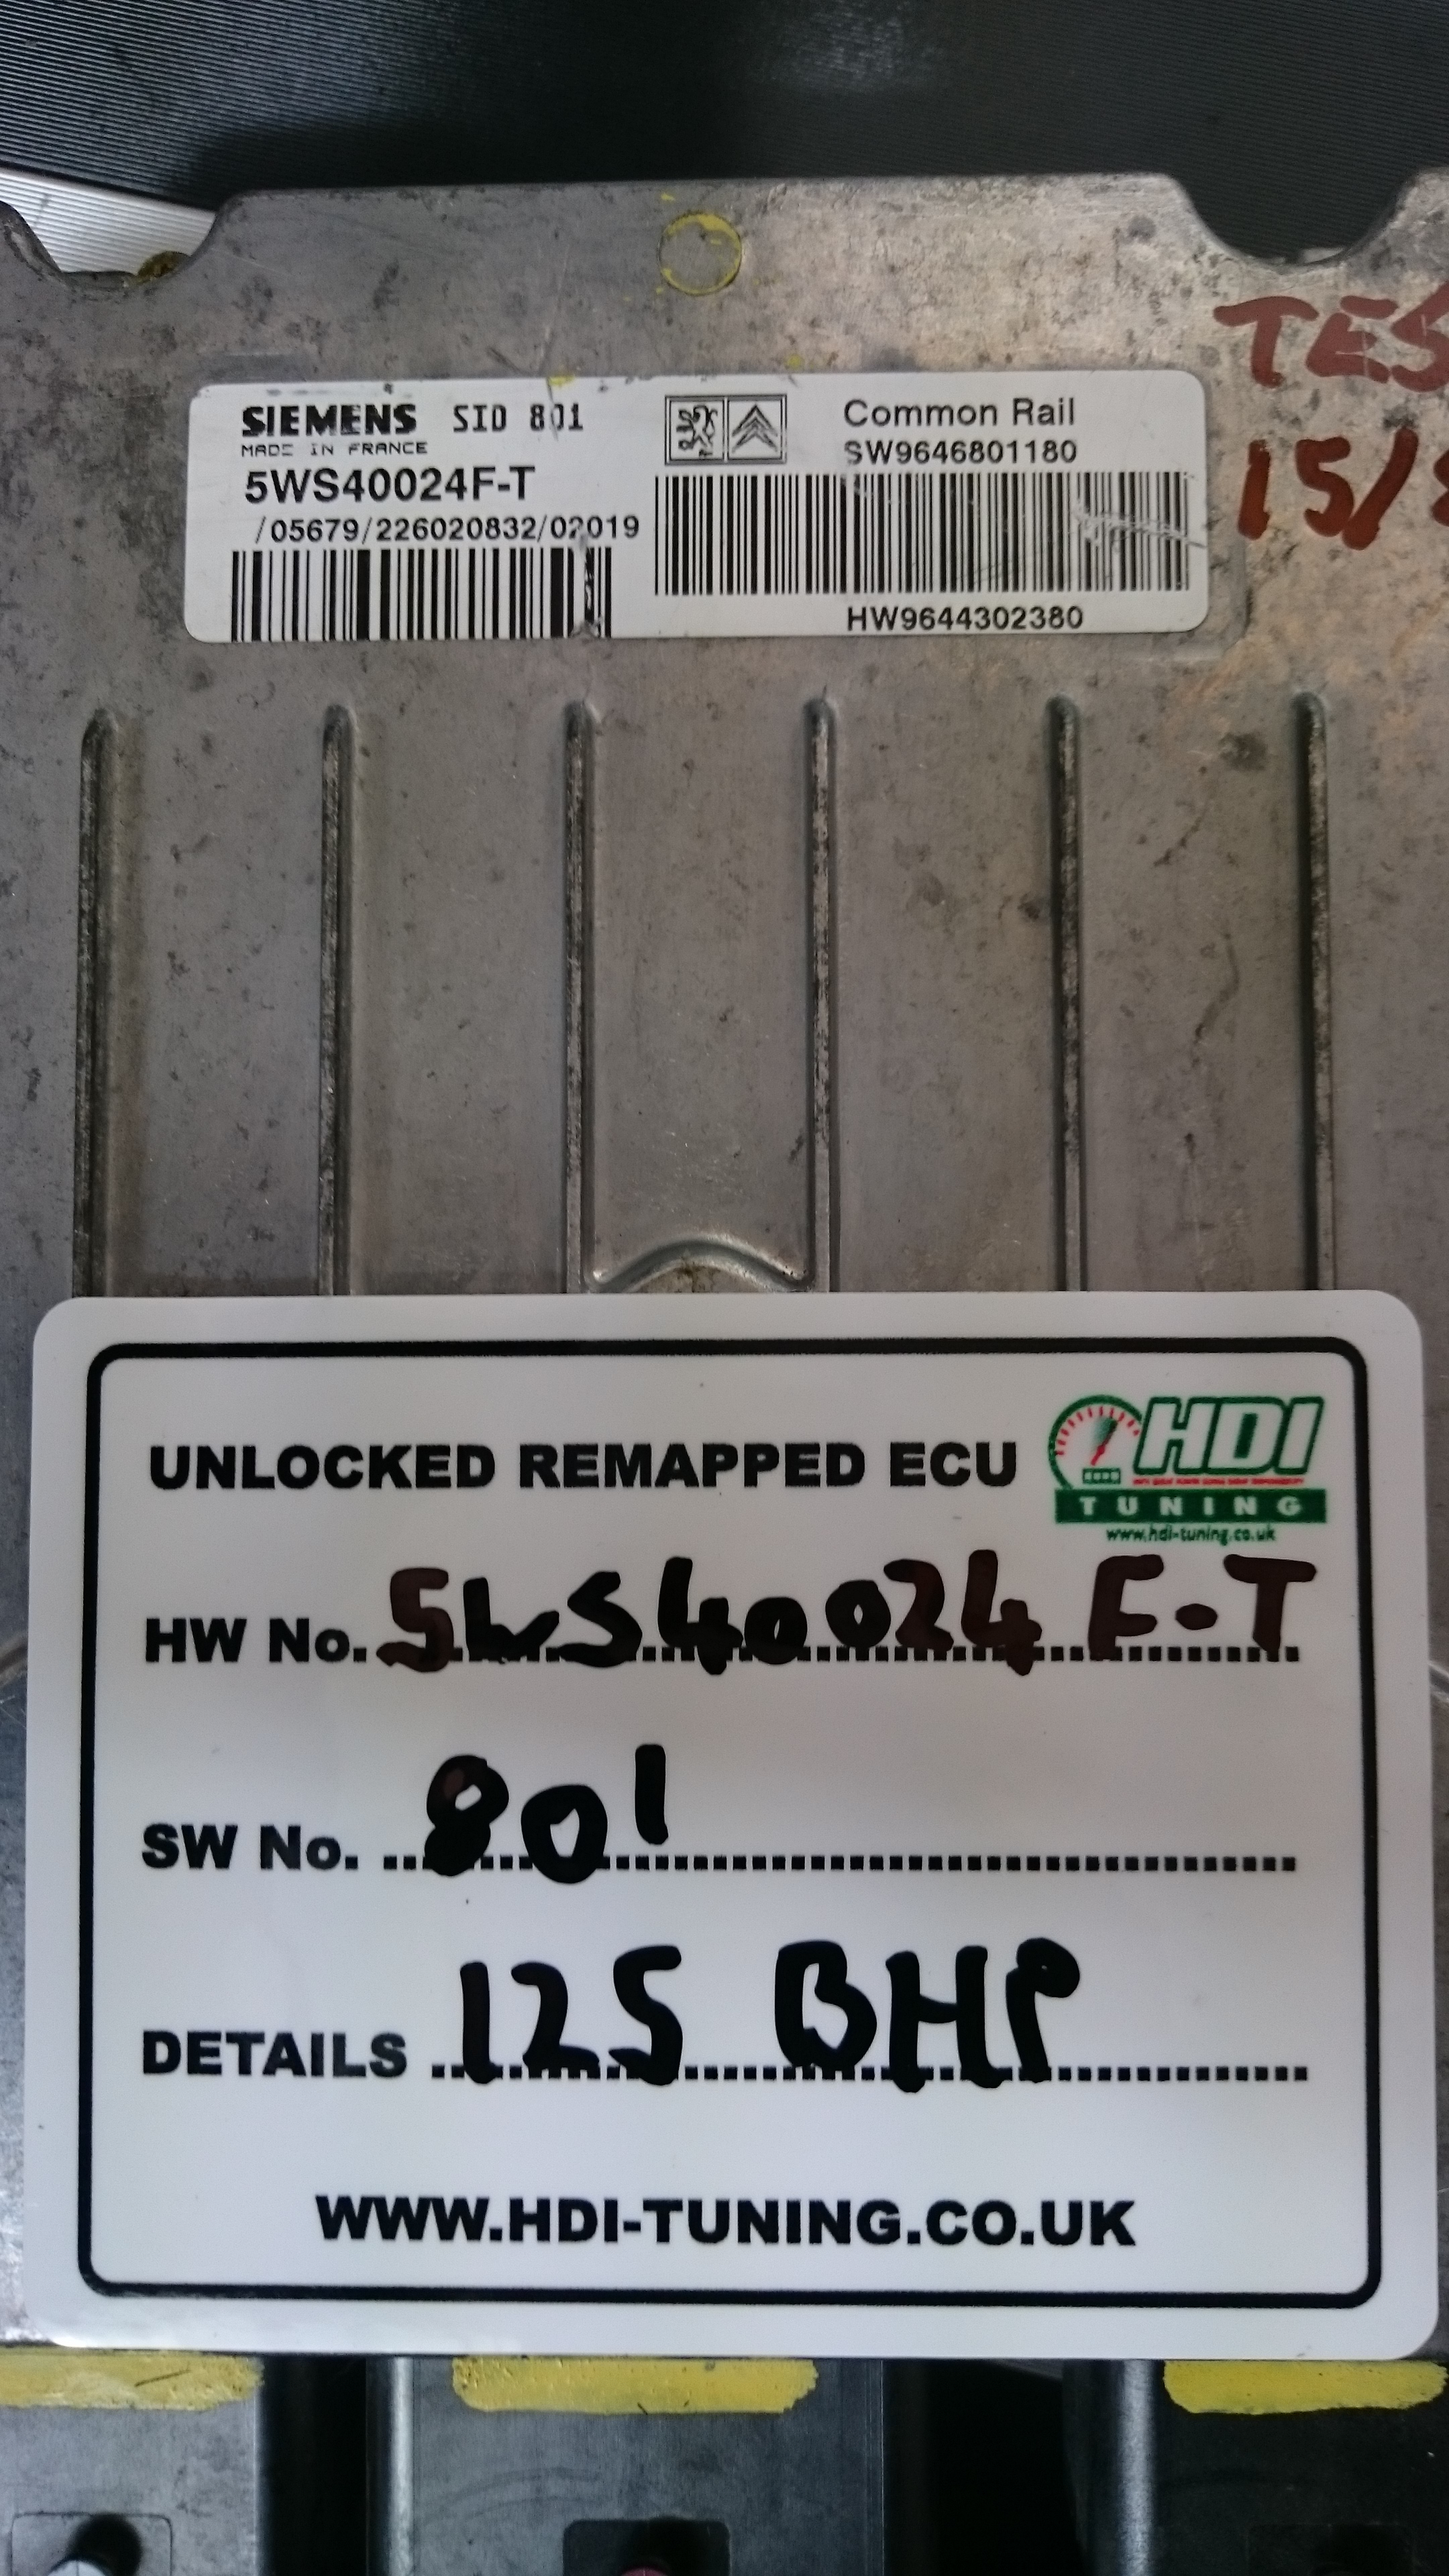 SIEMENS SID 801
MADE IN FRANCE
5WS40024F-T
/05679/226020832/02019
Common Rail
SW9646801180
HW9644302380
TES
15/
UNLOCKED REMAPPED ECU
HDI
TUNING
www.hdi-tuning.co.uk
HW No. 5WS40024F-T
SW No. 801
DETAILS 125 BHP
WWW.HDI-TUNING.CO.UK